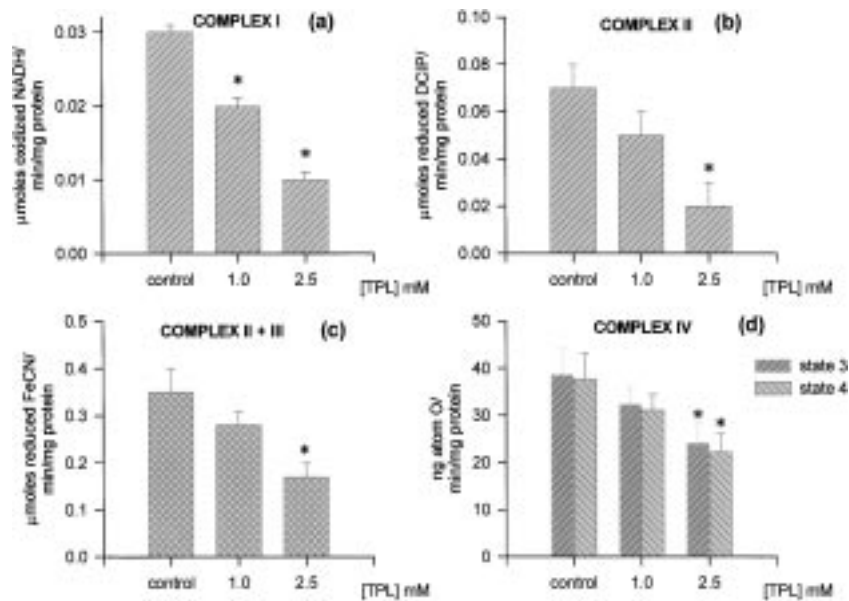 COMPLEX I (a)
μmoles oxidized NADH/
min/mg protein
0.03
0.02
0.01
0.00
*
*
control 1.0 2.5 [TPL] mM
COMPLEX II (b)
μmoles reduced DCIP/
min/mg protein
0.10
0.08
0.06
0.04
0.02
0.00
*
control 1.0 2.5 [TPL] mM
COMPLEX II + III (c)
μmoles reduced FeCN/
min/mg protein
0.5
0.4
0.3
0.2
0.1
0.0
*
control 1.0 2.5 [TPL] mM
COMPLEX IV (d)
ng atom O/
min/mg protein
50
40
30
20
10
0
* *
state 3
state 4
control 1.0 2.5 [TPL] mM